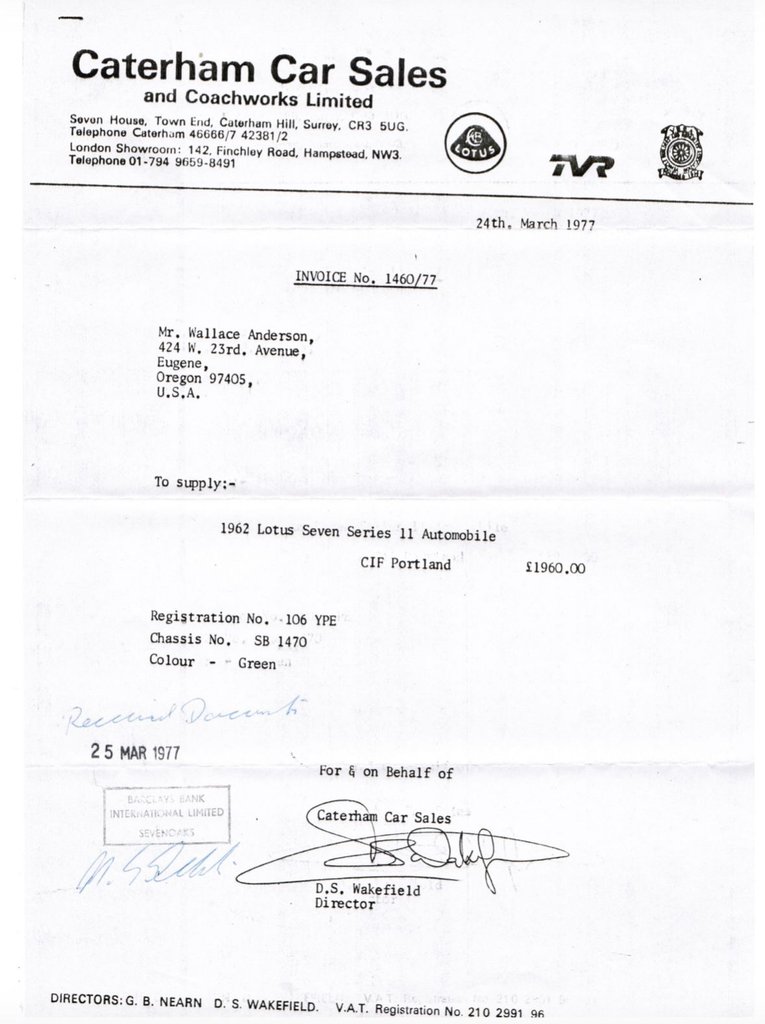 Caterham Car Sales
and Coachworks Limited
Seven House, Town End, Caterham Hill, Surrey, CR3 5UG.
Telephone Caterham 46666/7 42381/2
London Showroom: 142, Finchley Road, Hampstead, NW3.
Telephone 01-794 9659-8491
LOTUS
TVR
24th. March 1977
INVOICE No. 1460/77
Mr. Wallace Anderson,
424 W. 23rd. Avenue,
Eugene,
Oregon 97405,
U.S.A.
To supply:-
1962 Lotus Seven Series 11 Automobile
CIF Portland £1960.00
Registration No. - 106 YPE
Chassis No. SB 1470
Colour - - Green
Received Documents
25 MAR 1977
For & on Behalf of
BARCLAYS BANK
INTERNATIONAL LIMITED
SEVENOAKS
Caterham Car Sales
D.S. Wakefield
Director
DIRECTORS: G. B. NEARN D. S. WAKEFIELD. V.A.T. Registration No. 210 2991 96